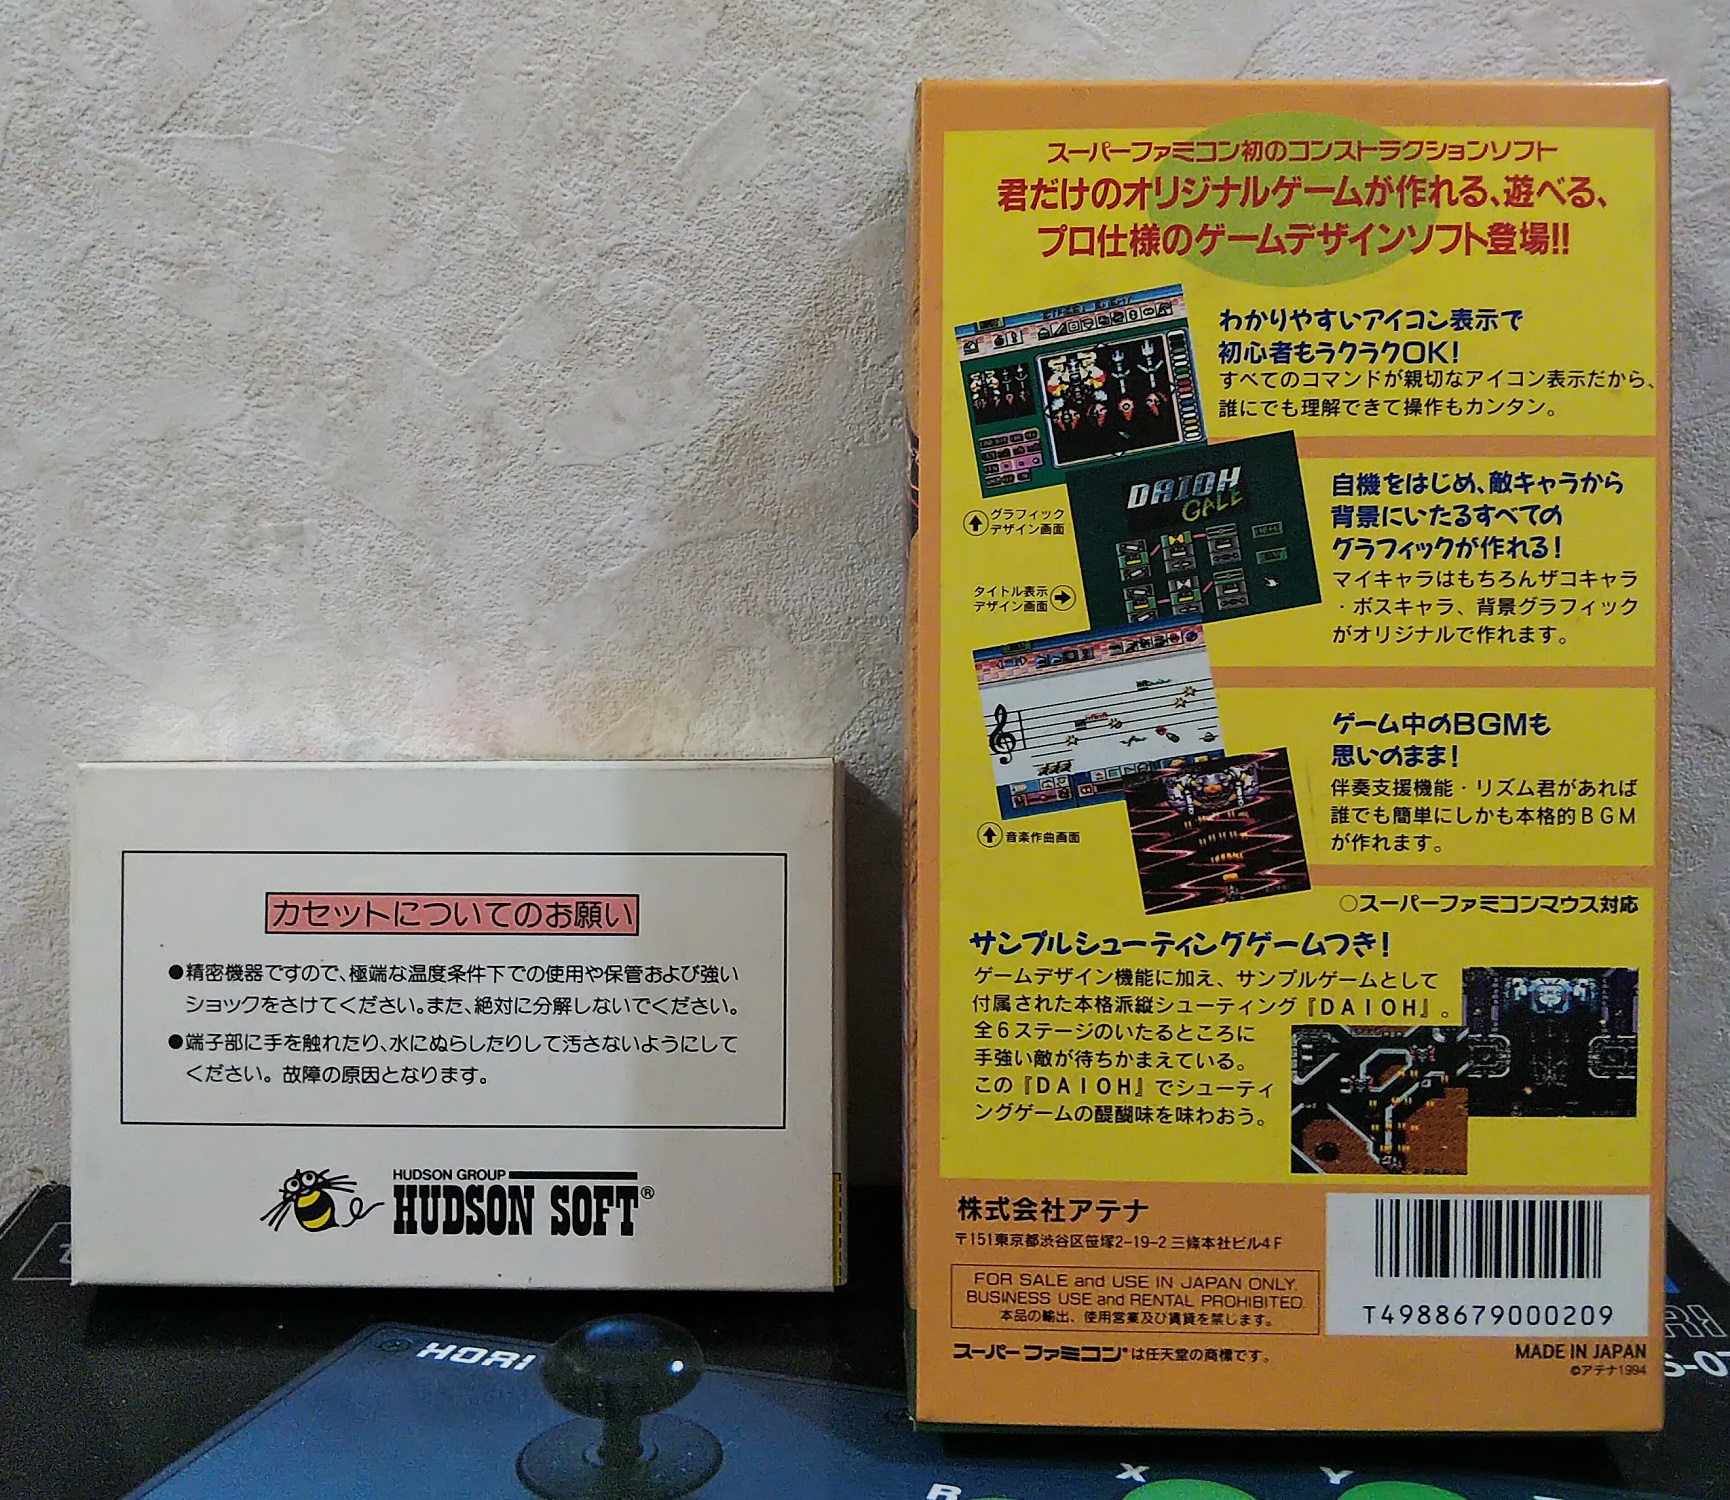 カセットについてのお願い
●精密機器ですので、極端な温度条件下での使用や保管および強い
ショックをさけてください。また、絶対に分解しないでください。
●端子部に手を触れたり、水にぬらしたりして汚さないようにして
ください。故障の原因となります。
HUDSON GROUP
HUDSON SOFT®
スーパーファミコン初のコンストラクションソフト
君だけのオリジナルゲームが作れる、遊べる、
プロ仕様のゲームデザインソフト登場!!
わかりやすいアイコン表示で
初心者もラクラクOK!
すべてのコマンドが親切なアイコン表示だから、
誰にでも理解できて操作もカンタン。
グラフィック
デザイン画面
DAIOH
GALE
タイトル表示
デザイン画面
自機をはじめ、敵キャラから
背景にいたるすべての
グラフィックが作れる!
マイキャラはもちろんザコキャラ
・ボスキャラ、背景グラフィック
がオリジナルで作れます。
ゲーム中のBGMも
思いのまま!
伴奏支援機能・リズム君があれば
誰でも簡単にしかも本格的BGM
が作れます。
音楽作曲画面
○スーパーファミコンマウス対応
サンプルシューティングゲームつき!
ゲームデザイン機能に加え、サンプルゲームとして
付属された本格派縦シューティング『DAIOH』。
全6ステージのいたるところに
手強い敵が待ちかまえている。
この『DAIOH』でシューティ
ングゲームの醍醐味を味わおう。
株式会社アテナ
〒151東京都渋谷区笹塚2-19-2 三條本社ビル4F
FOR SALE and USE IN JAPAN ONLY.
BUSINESS USE and RENTAL PROHIBITED.
本品の輸出、使用営業及び賃貸を禁じます。
スーパーファミコン®は任天堂の商標です。
T4988679000209
MADE IN JAPAN
©アテナ1994
HORI
X
Y